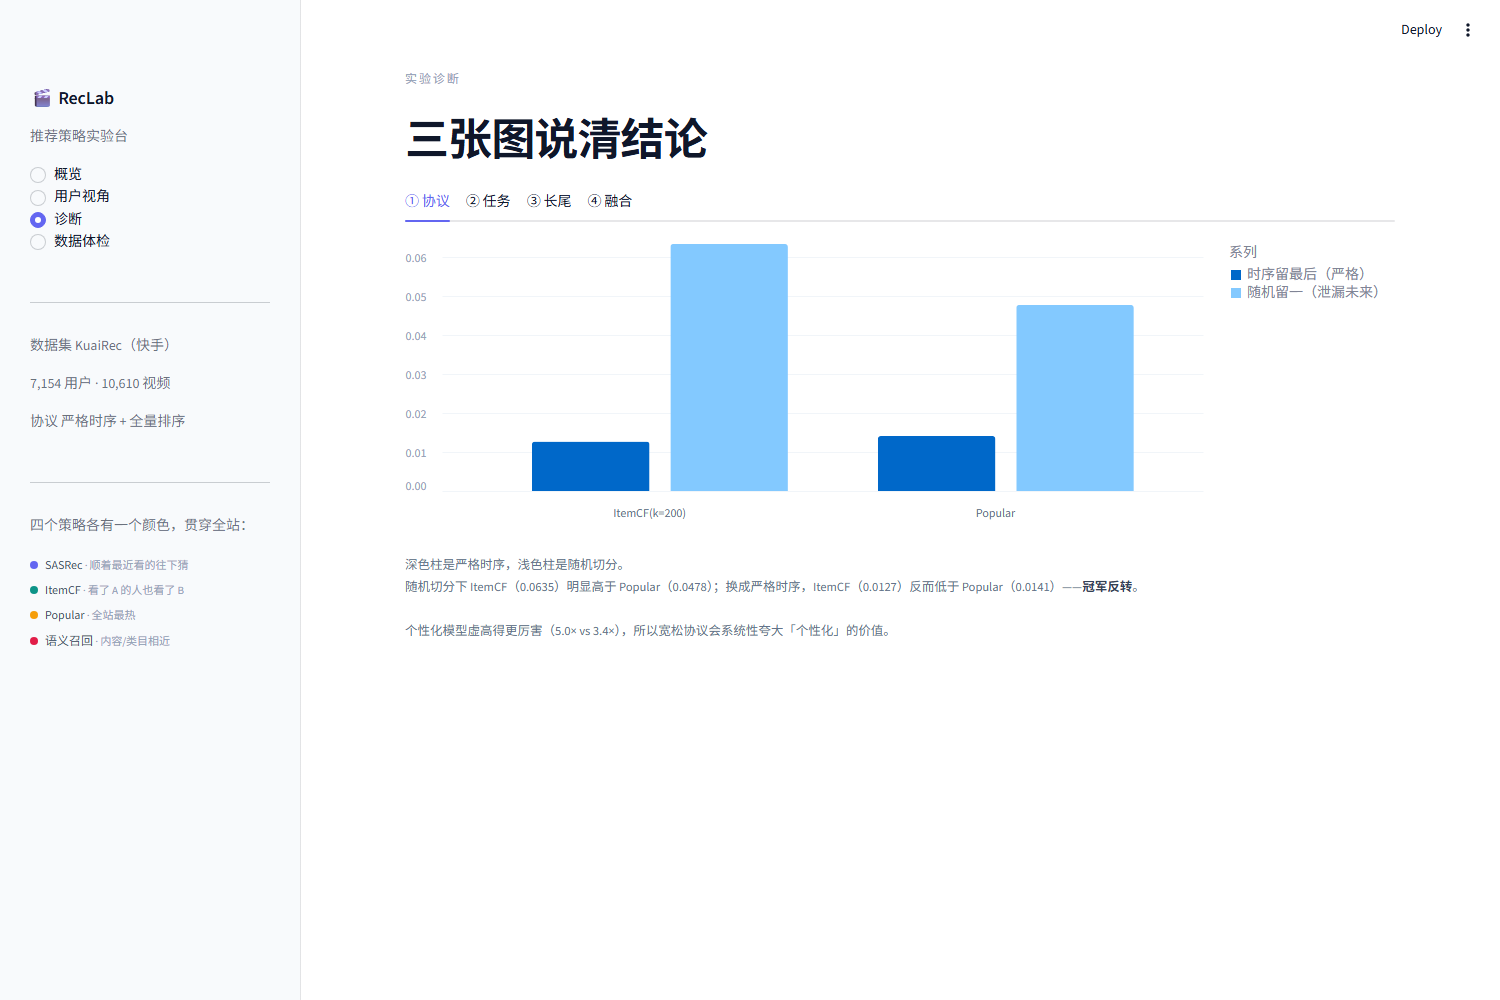 Deploy
🎬 RecLab
推荐策略实验台
概览
用户视角
诊断
数据体检
数据集 KuaiRec（快手）
7,154 用户 · 10,610 视频
协议 严格时序 + 全量排序
四个策略各有一个颜色，贯穿全站：
SASRec · 顺着最近看的往下猜
ItemCF · 看了 A 的人也看了 B
Popular · 全站最热
语义召回 · 内容/类目相近
实验诊断
三张图说清结论
① 协议 ② 任务 ③ 长尾 ④ 融合
0.06
0.05
0.04
0.03
0.02
0.01
0.00
ItemCF(k=200) Popular
系列
时序留最后（严格）
随机留一（泄漏未来）
深色柱是严格时序，浅色柱是随机切分。
随机切分下 ItemCF（0.0635）明显高于 Popular（0.0478）；换成严格时序，ItemCF（0.0127）反而低于 Popular（0.0141）——冠军反转。
个性化模型虚高得更厉害（5.0× vs 3.4×），所以宽松协议会系统性夸大「个性化」的价值。